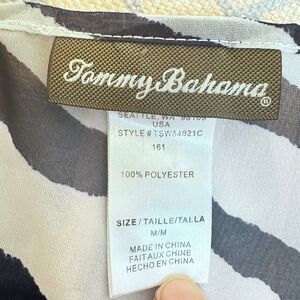 Tommy Bahama
®
SEATTLE, WA 98109
USA
STYLE # TSW54021C
161
100% POLYESTER
SIZE/TAILLE/TALLA
M/M
MADE IN CHINA
FAIT AUX CHINE
HECHO EN CHINA